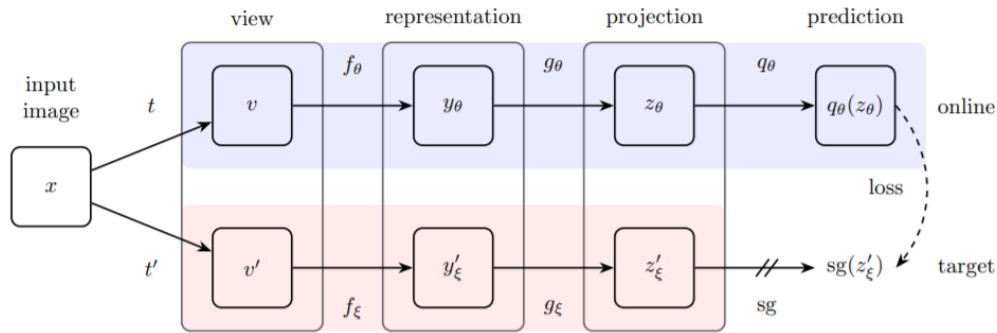 view
representation
projection
prediction
input
image
t
f_θ
g_θ
q_θ
x
v
y_θ
z_θ
q_θ(z_θ)
online
loss
t′
v′
y′_ξ
z′_ξ
sg(z′_ξ)
target
f_ξ
g_ξ
sg